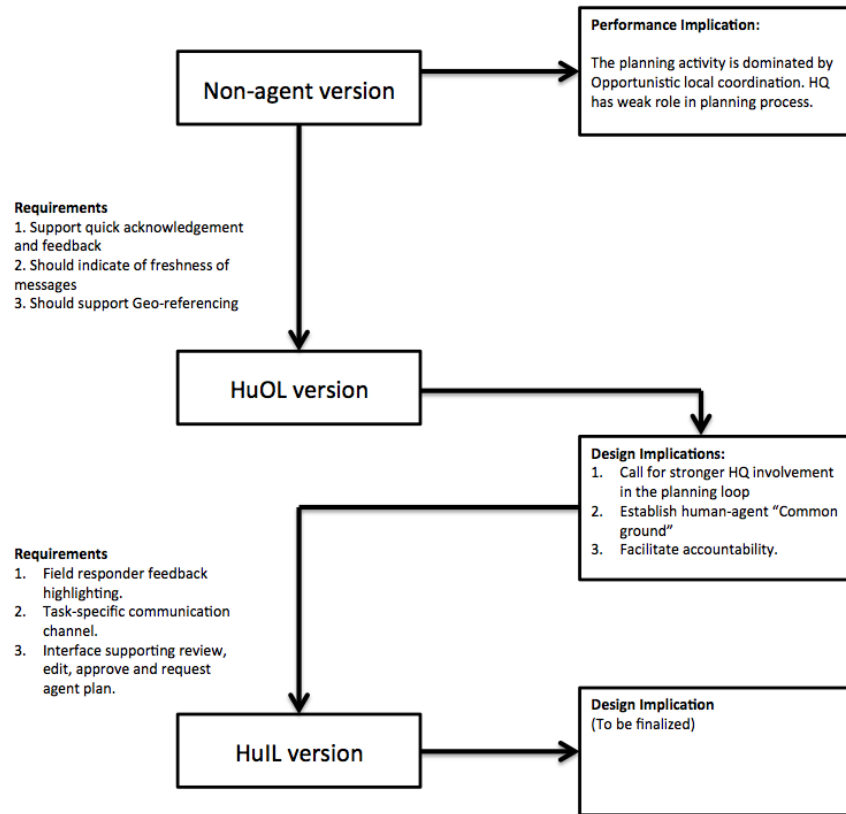 Performance Implication:
The planning activity is dominated by
Opportunistic local coordination. HQ
has weak role in planning process.
Non-agent version
Requirements
1. Support quick acknowledgement
and feedback
2. Should indicate of freshness of
messages
3. Should support Geo-referencing
HuOL version
Design Implications:
1. Call for stronger HQ involvement
in the planning loop
2. Establish human-agent “Common
ground”
3. Facilitate accountability.
Requirements
1. Field responder feedback
highlighting.
2. Task-specific communication
channel.
3. Interface supporting review,
edit, approve and request
agent plan.
Design Implication
(To be finalized)
HuIL version